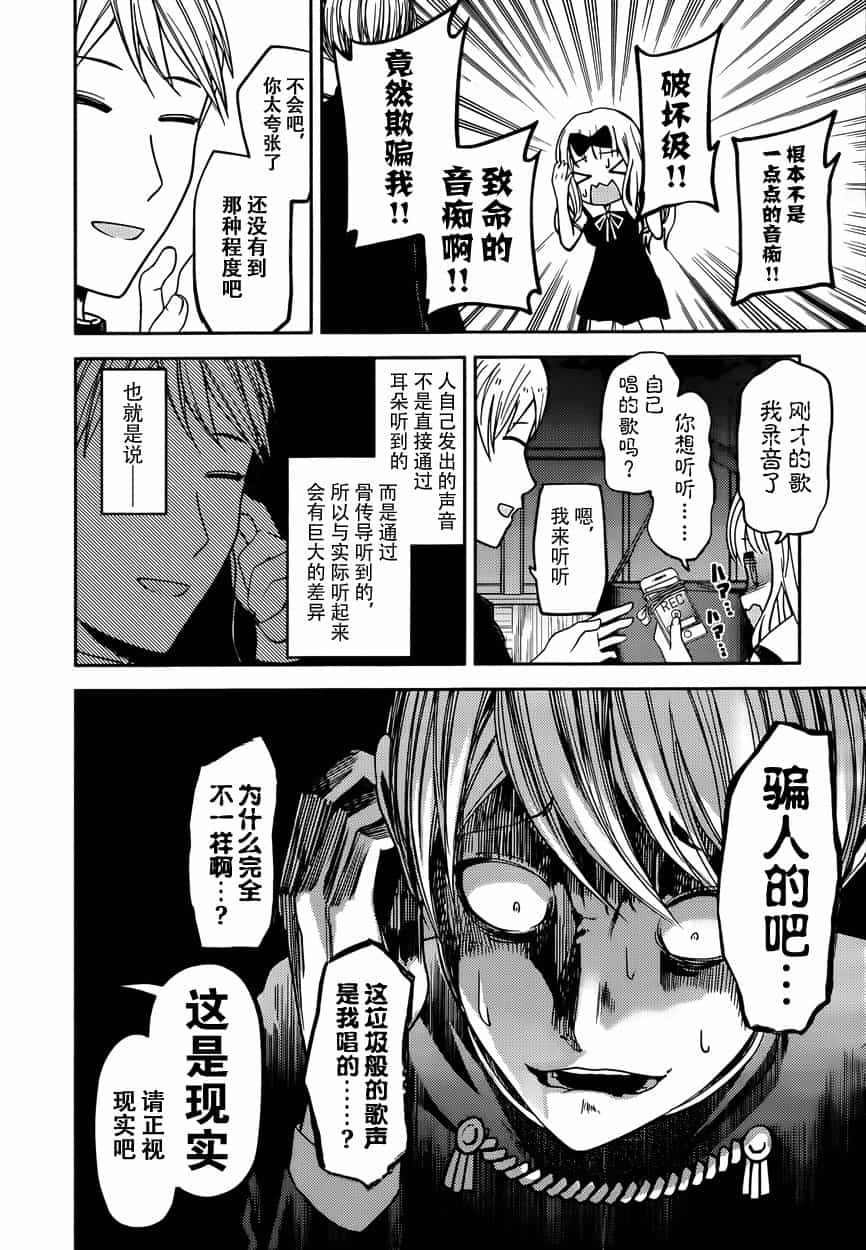 根本不是
一点点的音痴!!
破坏级!!
致命的
音痴啊!!
竟然欺骗我!!
不会吧,
你太夸张了
还没有到
那种程度吧
刚才的歌
我录音了
你想听听……
自己
唱的歌吗?
嗯,
我来听听
REC
ハァ…
ハァ…
人自己发出的声音
不是直接通过
耳朵听到的
而是通过
骨传导听到的,
所以与实际听起来
会有巨大的差异
也就是说——
骗人的吧…
为什么完全
不一样啊…?
这垃圾般的歌声
是我唱的……?
这是现实
请正视
现实吧